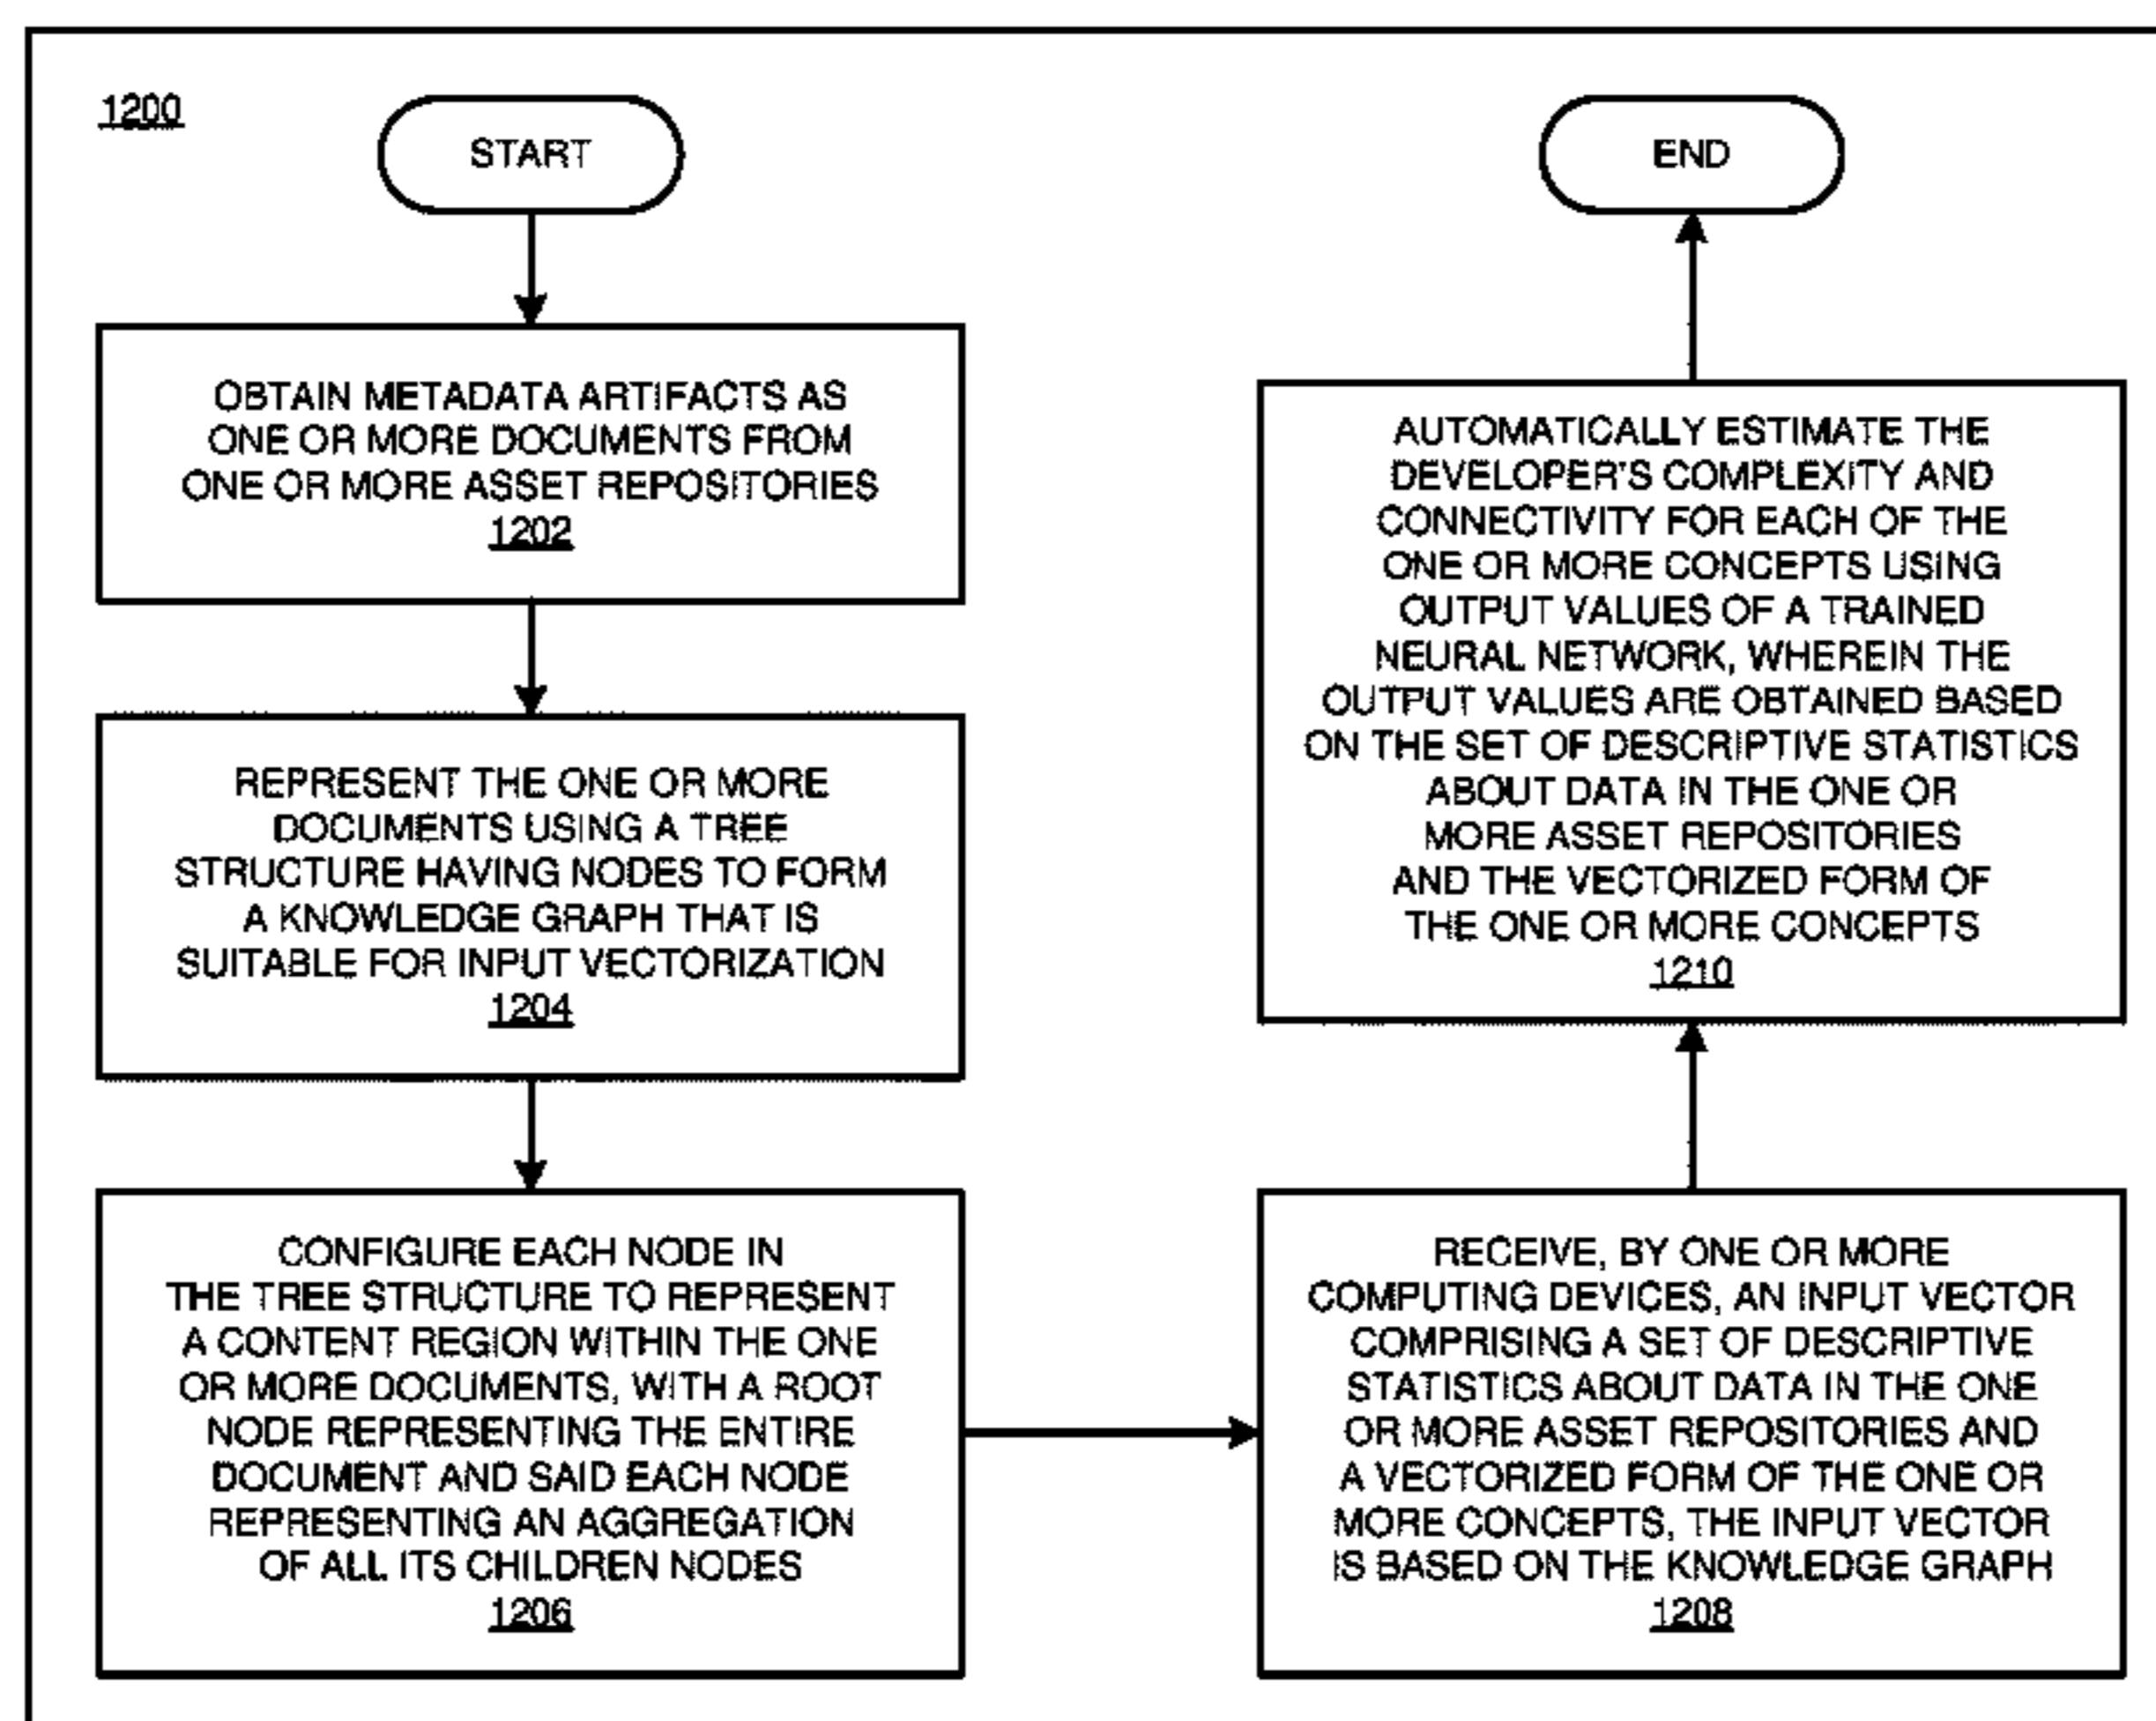 1200
START
OBTAIN METADATA ARTIFACTS AS
ONE OR MORE DOCUMENTS FROM
ONE OR MORE ASSET REPOSITORIES
1202
REPRESENT THE ONE OR MORE
DOCUMENTS USING A TREE
STRUCTURE HAVING NODES TO FORM
A KNOWLEDGE GRAPH THAT IS
SUITABLE FOR INPUT VECTORIZATION
1204
CONFIGURE EACH NODE IN
THE TREE STRUCTURE TO REPRESENT
A CONTENT REGION WITHIN THE ONE
OR MORE DOCUMENTS, WITH A ROOT
NODE REPRESENTING THE ENTIRE
DOCUMENT AND SAID EACH NODE
REPRESENTING AN AGGREGATION
OF ALL ITS CHILDREN NODES
1206
RECEIVE, BY ONE OR MORE
COMPUTING DEVICES, AN INPUT VECTOR
COMPRISING A SET OF DESCRIPTIVE
STATISTICS ABOUT DATA IN THE ONE
OR MORE ASSET REPOSITORIES AND
A VECTORIZED FORM OF THE ONE OR
MORE CONCEPTS, THE INPUT VECTOR
IS BASED ON THE KNOWLEDGE GRAPH
1208
AUTOMATICALLY ESTIMATE THE
DEVELOPER'S COMPLEXITY AND
CONNECTIVITY FOR EACH OF THE
ONE OR MORE CONCEPTS USING
OUTPUT VALUES OF A TRAINED
NEURAL NETWORK, WHEREIN THE
OUTPUT VALUES ARE OBTAINED BASED
ON THE SET OF DESCRIPTIVE STATISTICS
ABOUT DATA IN THE ONE OR
MORE ASSET REPOSITORIES
AND THE VECTORIZED FORM OF
THE ONE OR MORE CONCEPTS
1210
END